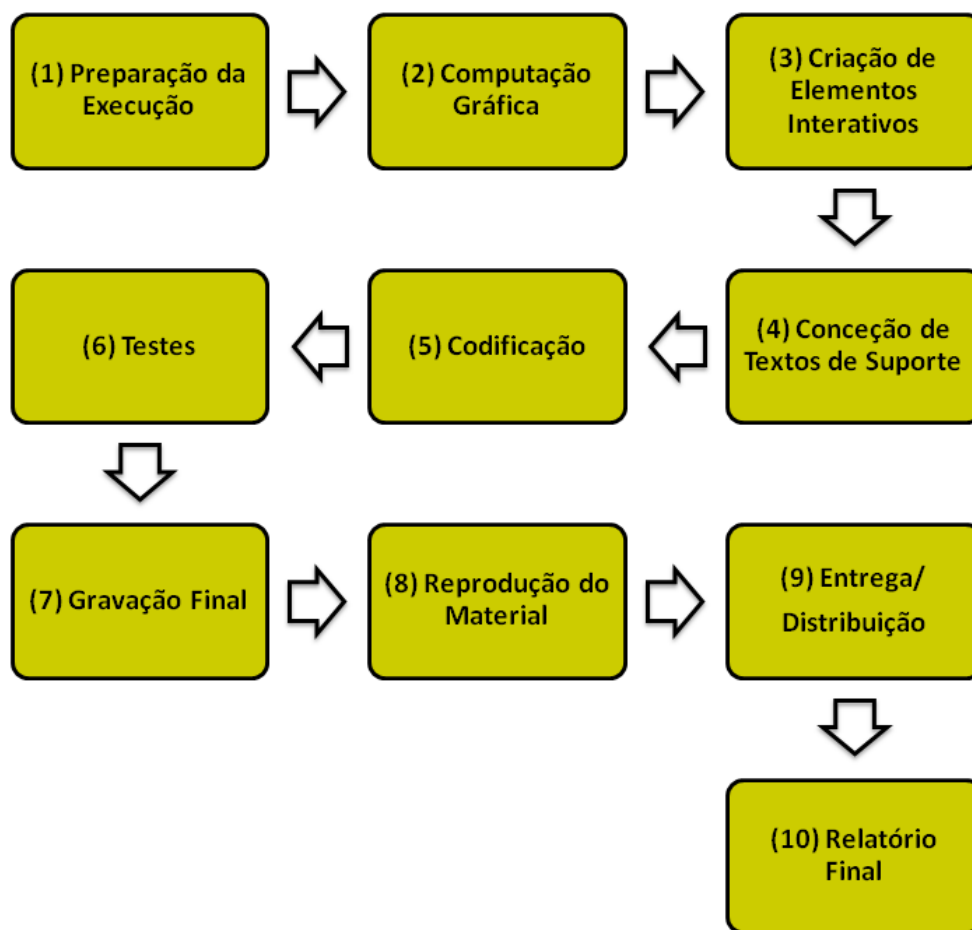 (1) Preparação da
Execução
(2) Computação
Gráfica
(3) Criação de
Elementos
Interativos
(4) Conceção de
Textos de Suporte
(5) Codificação
(6) Testes
(7) Gravação Final
(8) Reprodução do
Material
(9) Entrega/
Distribuição
(10) Relatório
Final